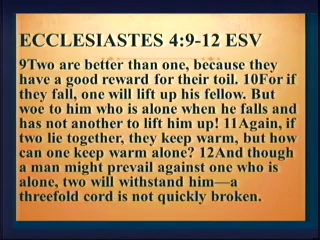 ECCLESIASTES 4:9-12 ESV
9Two are better than one, because they
have a good reward for their toil. 10For if
they fall, one will lift up his fellow. But
woe to him who is alone when he falls and
has not another to lift him up! 11Again, if
two lie together, they keep warm, but how
can one keep warm alone? 12And though
a man might prevail against one who is
alone, two will withstand him—a
threefold cord is not quickly broken.